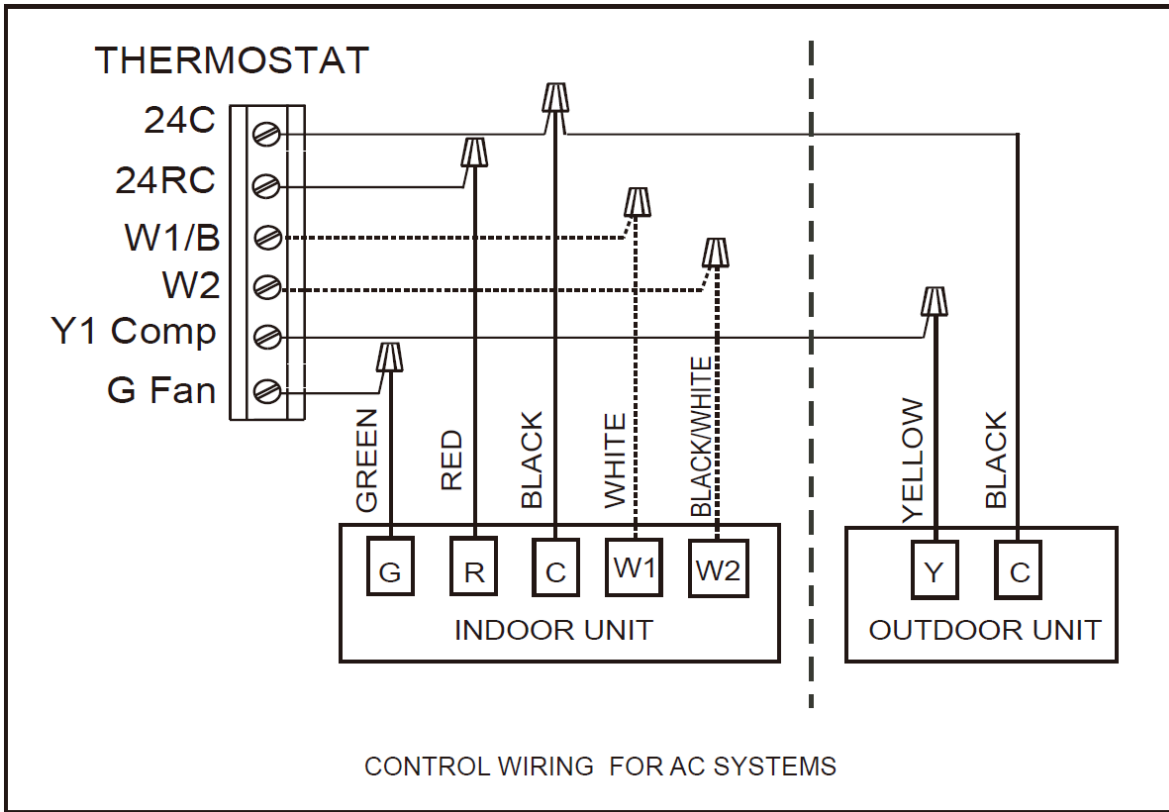 THERMOSTAT
24C
24RC
W1/B
W2
Y1 Comp
G Fan
GREEN
RED
BLACK
WHITE
BLACK/WHITE
YELLOW
BLACK
G
R
C
W1
W2
Y
C
INDOOR UNIT
OUTDOOR UNIT
CONTROL WIRING FOR AC SYSTEMS